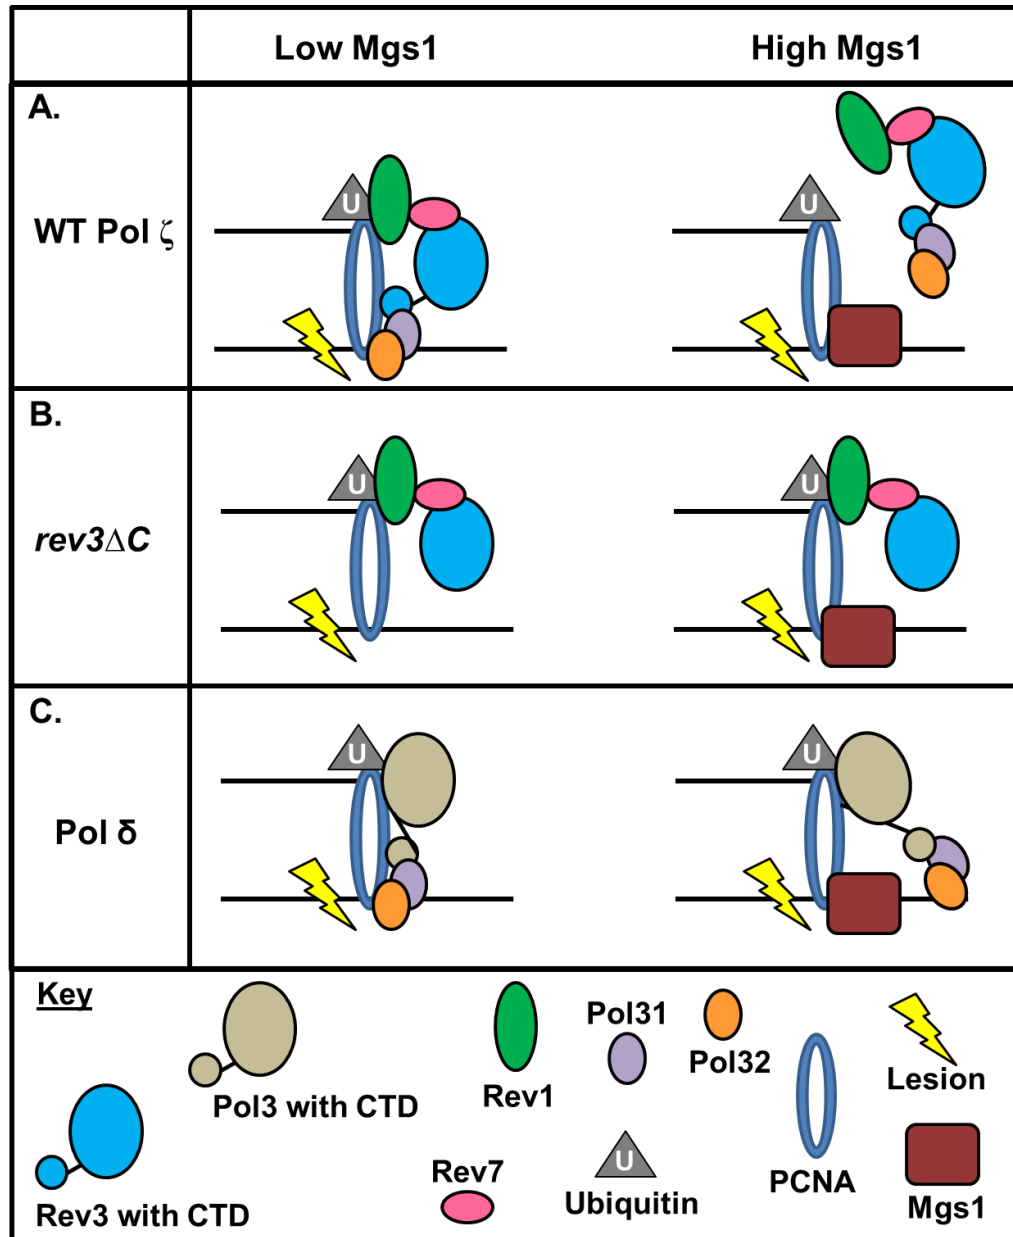 Low Mgs1
High Mgs1
A.
WT Pol ζ
U
U
B.
rev3ΔC
U
U
C.
Pol δ
U
U
Key
Pol3 with CTD
Rev3 with CTD
Rev1
Rev7
Pol31
Pol32
U
Ubiquitin
PCNA
Lesion
Mgs1